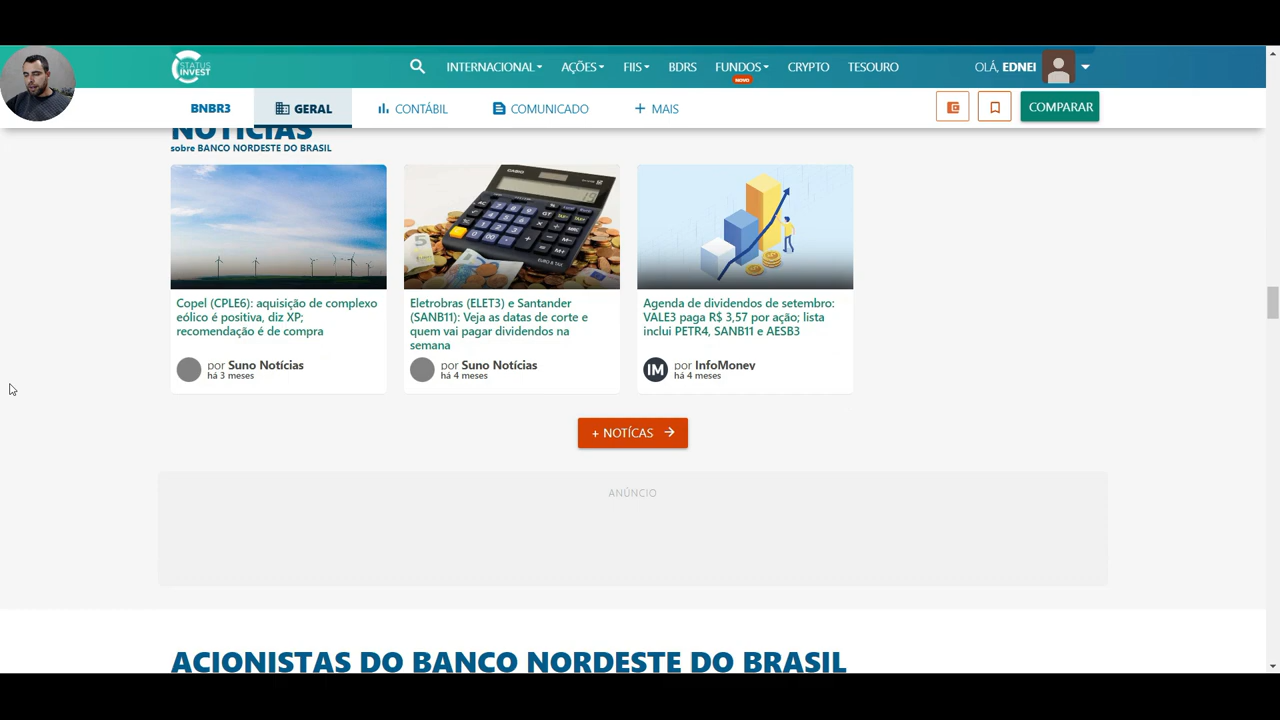 STATUS
INVEST
INTERNACIONAL
AÇÕES
FIIS
BDRS
FUNDOS
NOVO
CRYPTO
TESOURO
OLÁ, EDNEI
BNBR3
GERAL
CONTÁBIL
COMUNICADO
+ MAIS
COMPARAR
NOTÍCIAS
sobre BANCO NORDESTE DO BRASIL
CASIO
Copel (CPLE6): aquisição de complexo
eólico é positiva, diz XP;
recomendação é de compra
por Suno Notícias
há 3 meses
Eletrobras (ELET3) e Santander
(SANB11): Veja as datas de corte e
quem vai pagar dividendos na
semana
por Suno Notícias
há 4 meses
Agenda de dividendos de setembro:
VALE3 paga R$ 3,57 por ação; lista
inclui PETR4, SANB11 e AESB3
IM
por InfoMoney
há 4 meses
+ NOTÍCAS
ANÚNCIO
ACIONISTAS DO BANCO NORDESTE DO BRASIL